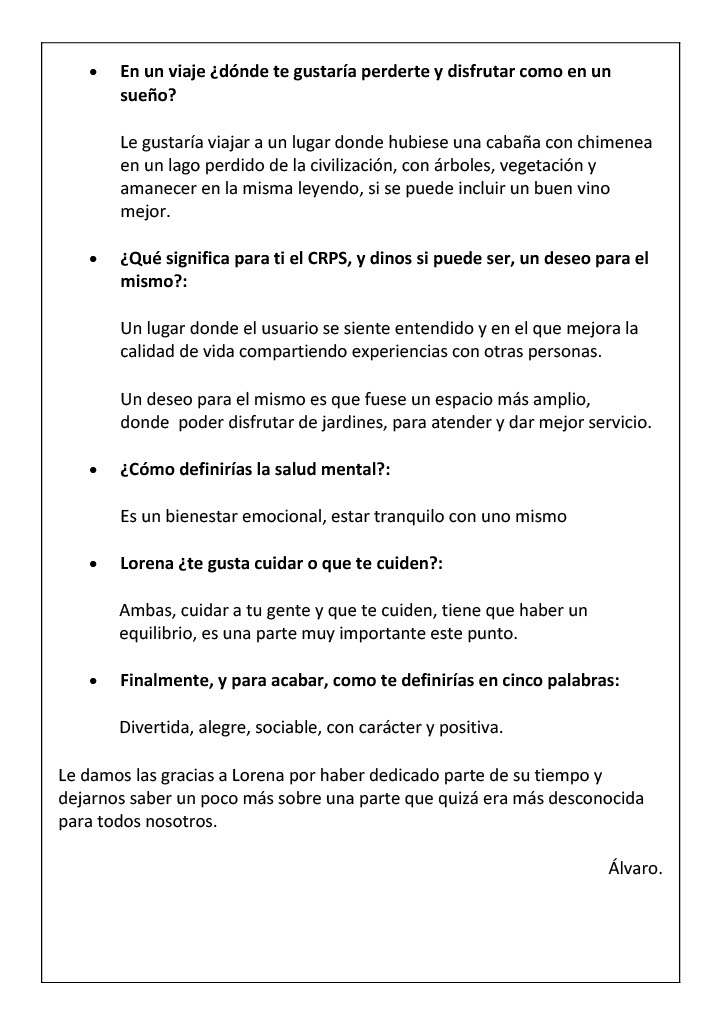 • En un viaje ¿dónde te gustaría perderte y disfrutar como en un
sueño?
Le gustaría viajar a un lugar donde hubiese una cabaña con chimenea
en un lago perdido de la civilización, con árboles, vegetación y
amanecer en la misma leyendo, si se puede incluir un buen vino
mejor.
• ¿Qué significa para ti el CRPS, y dinos si puede ser, un deseo para el
mismo?:
Un lugar donde el usuario se siente entendido y en el que mejora la
calidad de vida compartiendo experiencias con otras personas.
Un deseo para el mismo es que fuese un espacio más amplio,
donde  poder disfrutar de jardines, para atender y dar mejor servicio.
• ¿Cómo definirías la salud mental?:
Es un bienestar emocional, estar tranquilo con uno mismo
• Lorena ¿te gusta cuidar o que te cuiden?:
Ambas, cuidar a tu gente y que te cuiden, tiene que haber un
equilibrio, es una parte muy importante este punto.
• Finalmente, y para acabar, como te definirías en cinco palabras:
Divertida, alegre, sociable, con carácter y positiva.
Le damos las gracias a Lorena por haber dedicado parte de su tiempo y
dejarnos saber un poco más sobre una parte que quizá era más desconocida
para todos nosotros.
Álvaro.